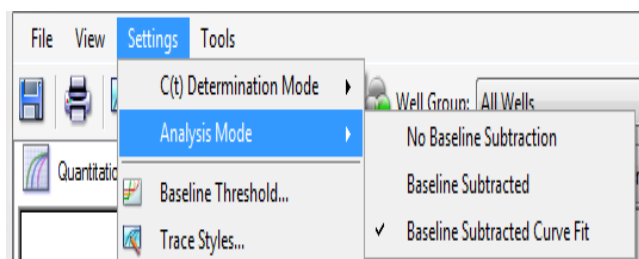 File View Settings Tools
C(t) Determination Mode
Well Group: All Wells
Analysis Mode
No Baseline Subtraction
Baseline Subtracted
Baseline Subtracted Curve Fit
Baseline Threshold...
Trace Styles...